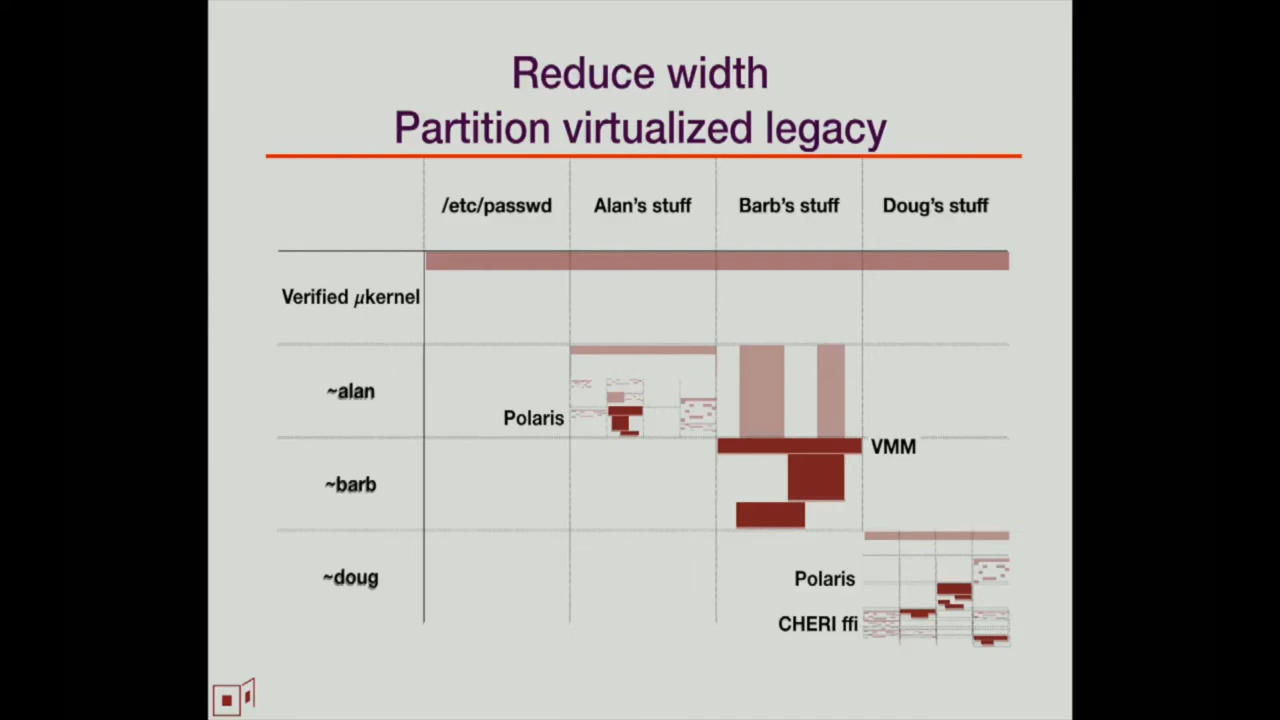 Reduce width
Partition virtualized legacy
/etc/passwd Alan's stuff Barb's stuff Doug's stuff
Verified μkernel
~alan
Polaris
VMM
~barb
~doug
Polaris
CHERI ffi